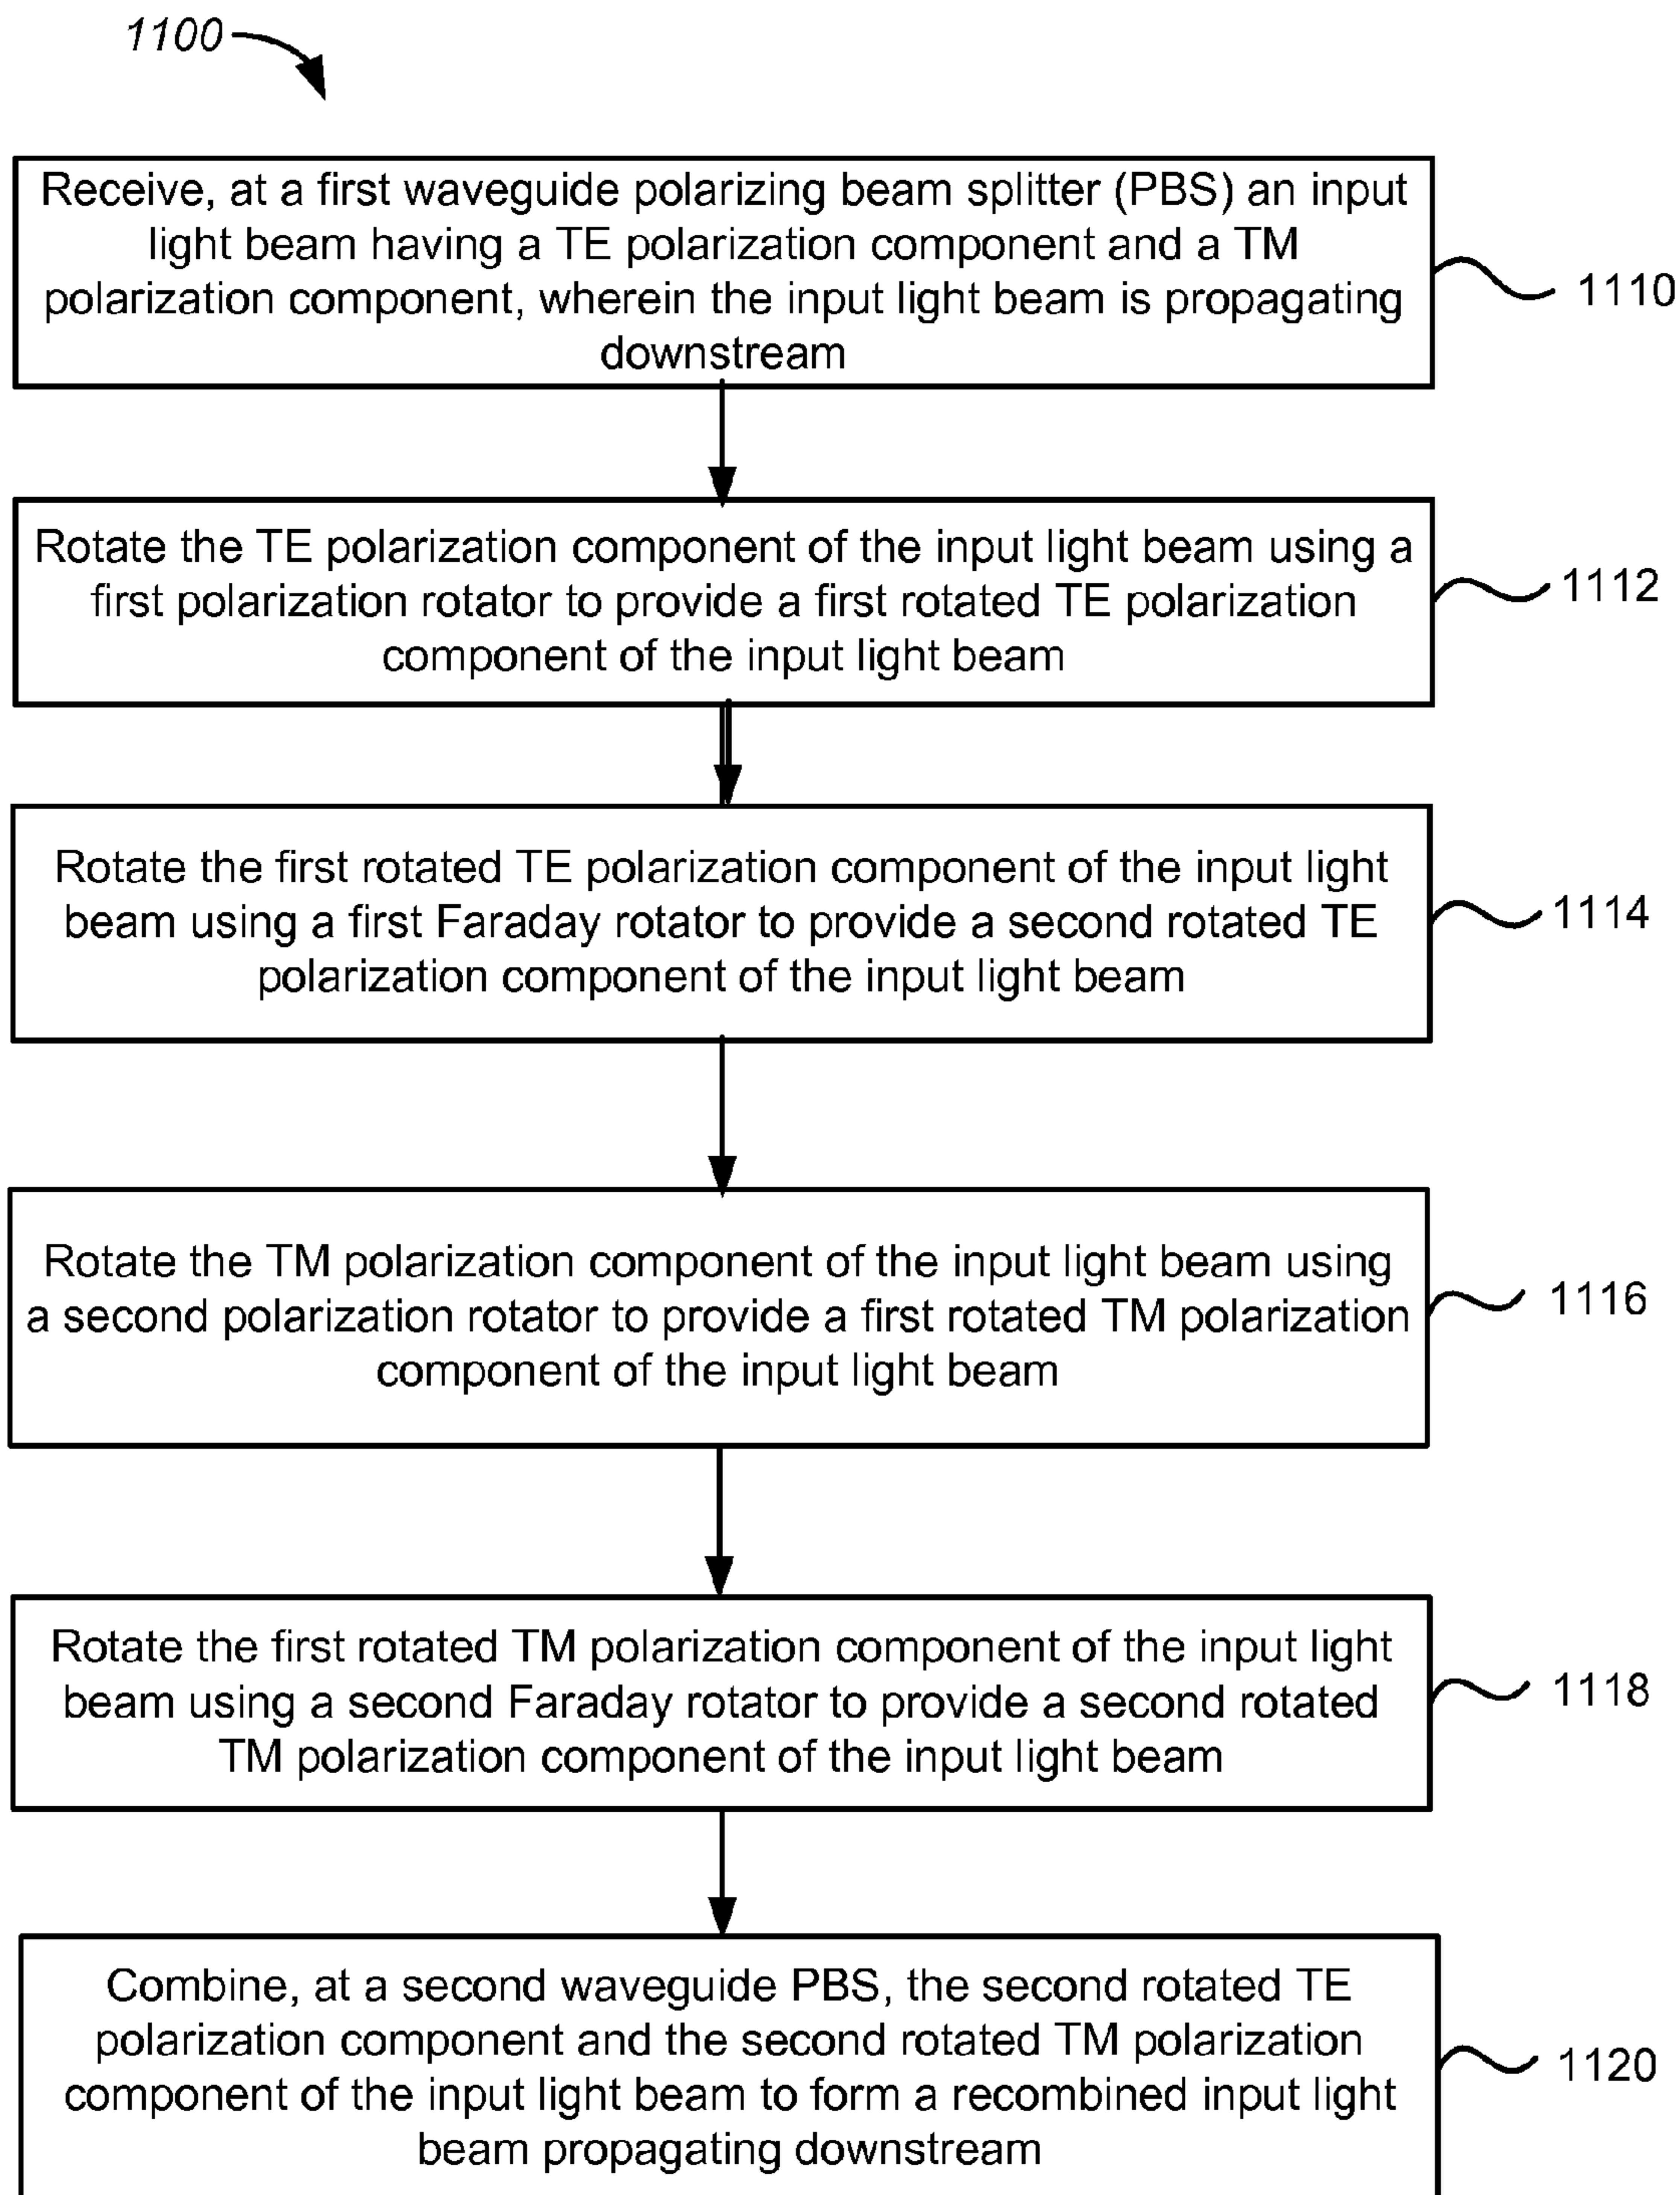 1100
Receive, at a first waveguide polarizing beam splitter (PBS) an input
light beam having a TE polarization component and a TM
polarization component, wherein the input light beam is propagating
downstream
1110
Rotate the TE polarization component of the input light beam using a
first polarization rotator to provide a first rotated TE polarization
component of the input light beam
1112
Rotate the first rotated TE polarization component of the input light
beam using a first Faraday rotator to provide a second rotated TE
polarization component of the input light beam
1114
Rotate the TM polarization component of the input light beam using
a second polarization rotator to provide a first rotated TM polarization
component of the input light beam
1116
Rotate the first rotated TM polarization component of the input light
beam using a second Faraday rotator to provide a second rotated
TM polarization component of the input light beam
1118
Combine, at a second waveguide PBS, the second rotated TE
polarization component and the second rotated TM polarization
component of the input light beam to form a recombined input light
beam propagating downstream
1120